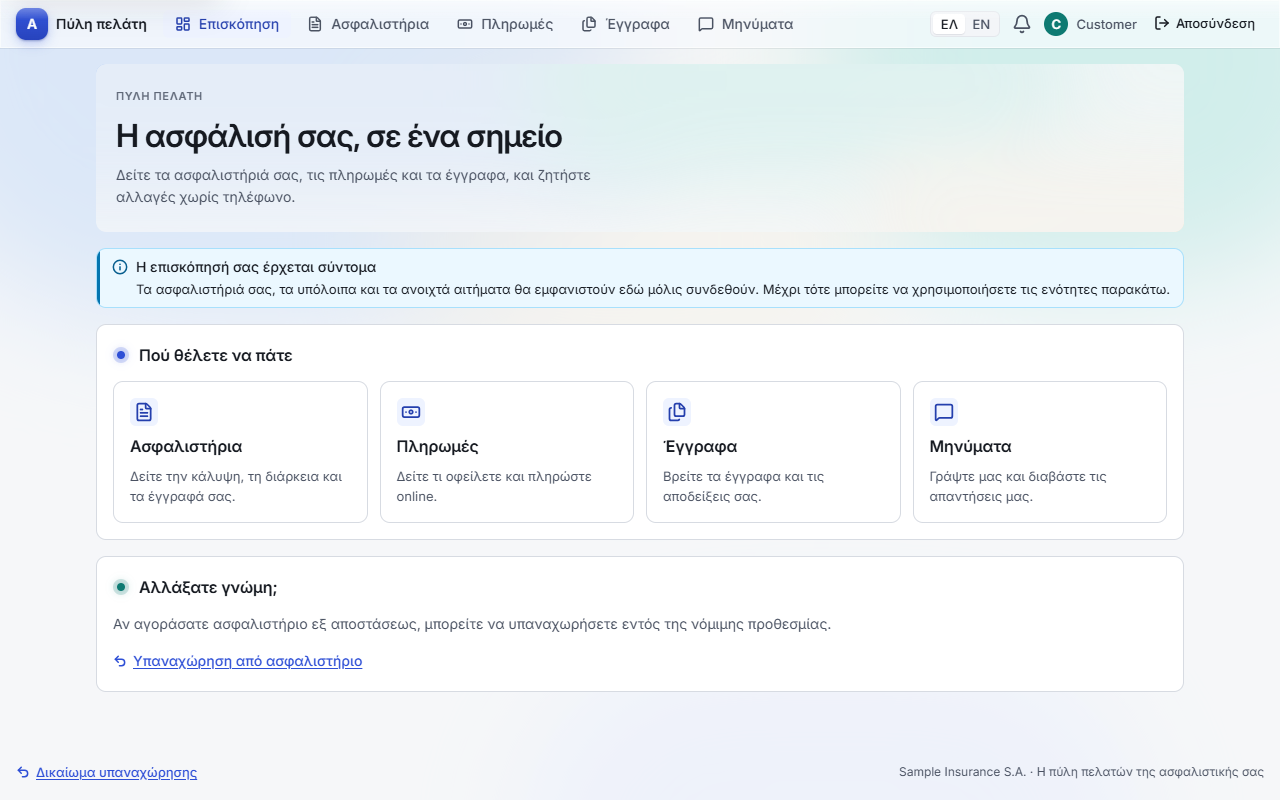 A Πύλη πελάτη Επισκόπηση Ασφαλιστήρια Πληρωμές Έγγραφα Μηνύματα ΕΛ EN C Customer Αποσύνδεση
ΠΥΛΗ ΠΕΛΑΤΗ
Η ασφάλισή σας, σε ένα σημείο
Δείτε τα ασφαλιστήριά σας, τις πληρωμές και τα έγγραφα, και ζητήστε
αλλαγές χωρίς τηλέφωνο.
Η επισκόπησή σας έρχεται σύντομα
Τα ασφαλιστήριά σας, τα υπόλοιπα και τα ανοιχτά αιτήματα θα εμφανιστούν εδώ μόλις συνδεθούν. Μέχρι τότε μπορείτε να χρησιμοποιήσετε τις ενότητες παρακάτω.
Πού θέλετε να πάτε
Ασφαλιστήρια
Δείτε την κάλυψη, τη διάρκεια και
τα έγγραφά σας.
Πληρωμές
Δείτε τι οφείλετε και πληρώστε
online.
Έγγραφα
Βρείτε τα έγγραφα και τις
αποδείξεις σας.
Μηνύματα
Γράψτε μας και διαβάστε τις
απαντήσεις μας.
Αλλάξατε γνώμη;
Αν αγοράσατε ασφαλιστήριο εξ αποστάσεως, μπορείτε να υπαναχωρήσετε εντός της νόμιμης προθεσμίας.
Υπαναχώρηση από ασφαλιστήριο
Δικαίωμα υπαναχώρησης
Sample Insurance S.A. · Η πύλη πελατών της ασφαλιστικής σας